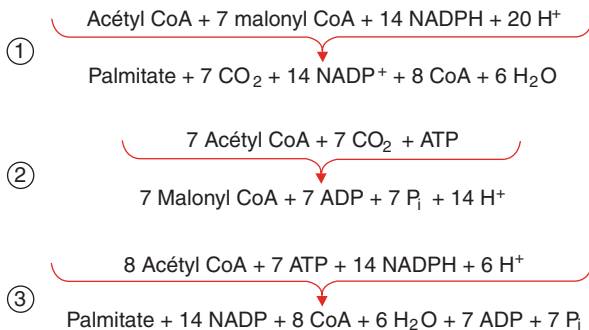 Acétyl CoA + 7 malonyl CoA + 14 NADPH + 20 H⁺
①
Palmitate + 7 CO₂ + 14 NADP⁺ + 8 CoA + 6 H₂O
7 Acétyl CoA + 7 CO₂ + ATP
②
7 Malonyl CoA + 7 ADP + 7 Pᵢ + 14 H⁺
8 Acétyl CoA + 7 ATP + 14 NADPH + 6 H⁺
③
Palmitate + 14 NADP + 8 CoA + 6 H₂O + 7 ADP + 7 Pᵢ